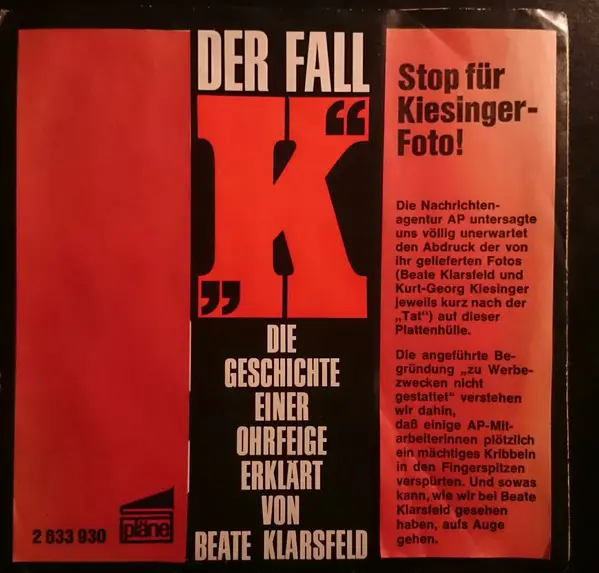 DER FALL
„K“
DIE
GESCHICHTE
EINER
OHRFEIGE
ERKLÄRT
VON
BEATE KLARSFELD
Stop für
Kiesinger-
Foto!
Die Nachrichten-
agentur AP untersagte
uns völlig unerwartet
den Abdruck der von
ihr gelieferten Fotos
(Beate Klarsfeld und
Kurt-Georg Kiesinger
jeweils kurz nach der
„Tat“) auf dieser
Plattenhülle.
Die angeführte Be-
gründung „zu Werbe-
zwecken nicht
gestattet“ verstehen
wir dahin,
daß einige AP-Mit-
arbeiterinnen plötzlich
ein mächtiges Kribbeln
in den Fingerspitzen
verspürten. Und sowas
kann, wie wir bei Beate
Klarsfeld gesehen
haben, aufs Auge
gehen.
2 633 930
pläne